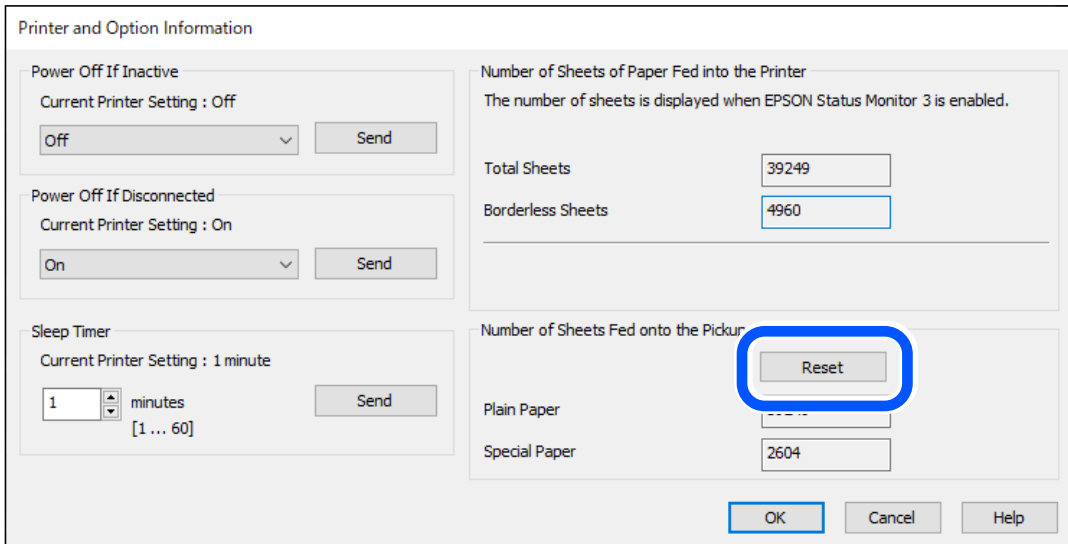 Printer and Option Information
Power Off If Inactive
Current Printer Setting : Off
Off
Send
Power Off If Disconnected
Current Printer Setting : On
On
Send
Sleep Timer
Current Printer Setting : 1 minute
1
minutes
[1 ... 60]
Send
Number of Sheets of Paper Fed into the Printer
The number of sheets is displayed when EPSON Status Monitor 3 is enabled.
Total Sheets
39249
Borderless Sheets
4960
Number of Sheets Fed onto the Pickup
Reset
Plain Paper
Special Paper
2604
OK
Cancel
Help